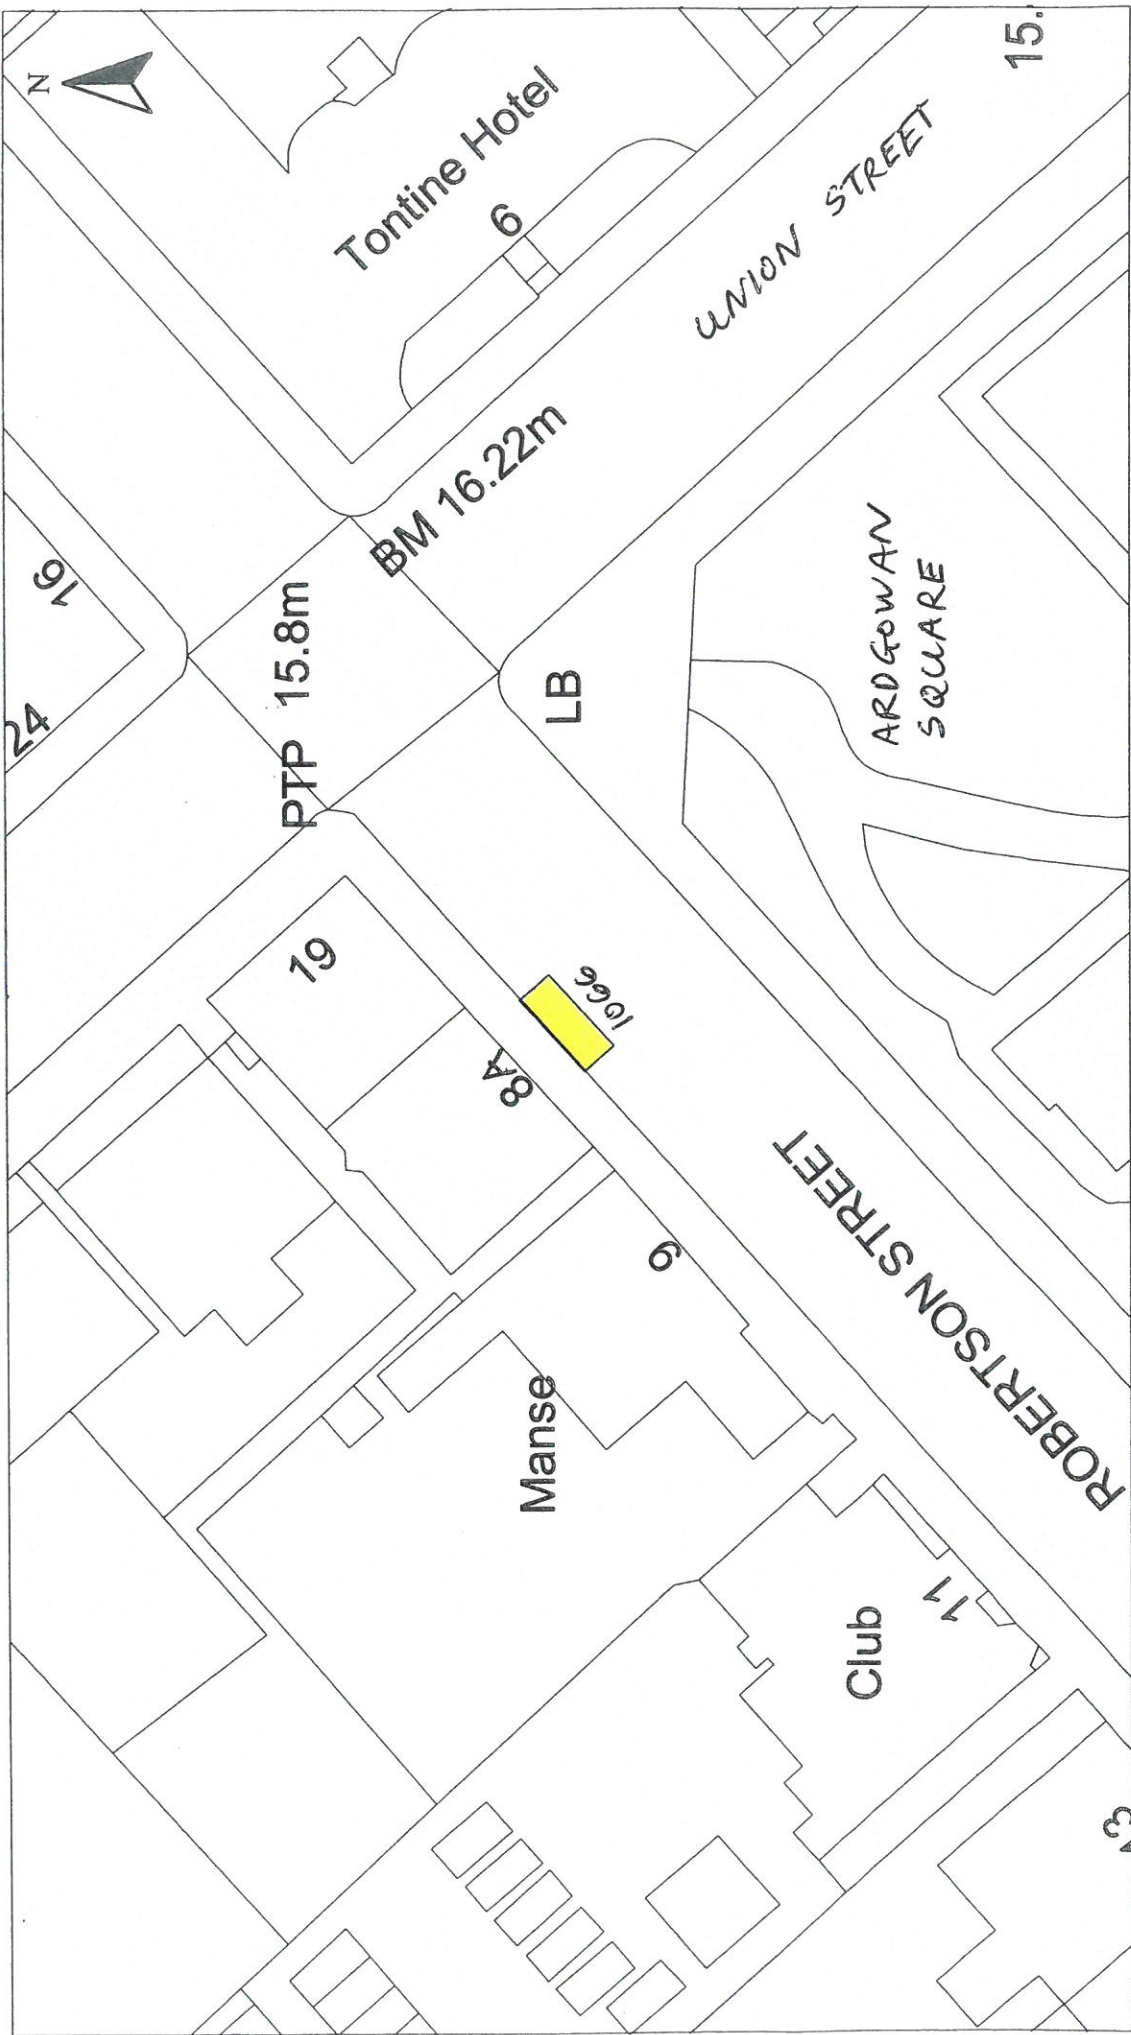 N
24
16
Tontine Hotel
6
19
PTP 15.8m
BM 16.22m
8A
1066
LB
UNION STREET
Manse
9
ARDGOWAN
SQUARE
ROBERTSON STREET
Club
11
13
15.